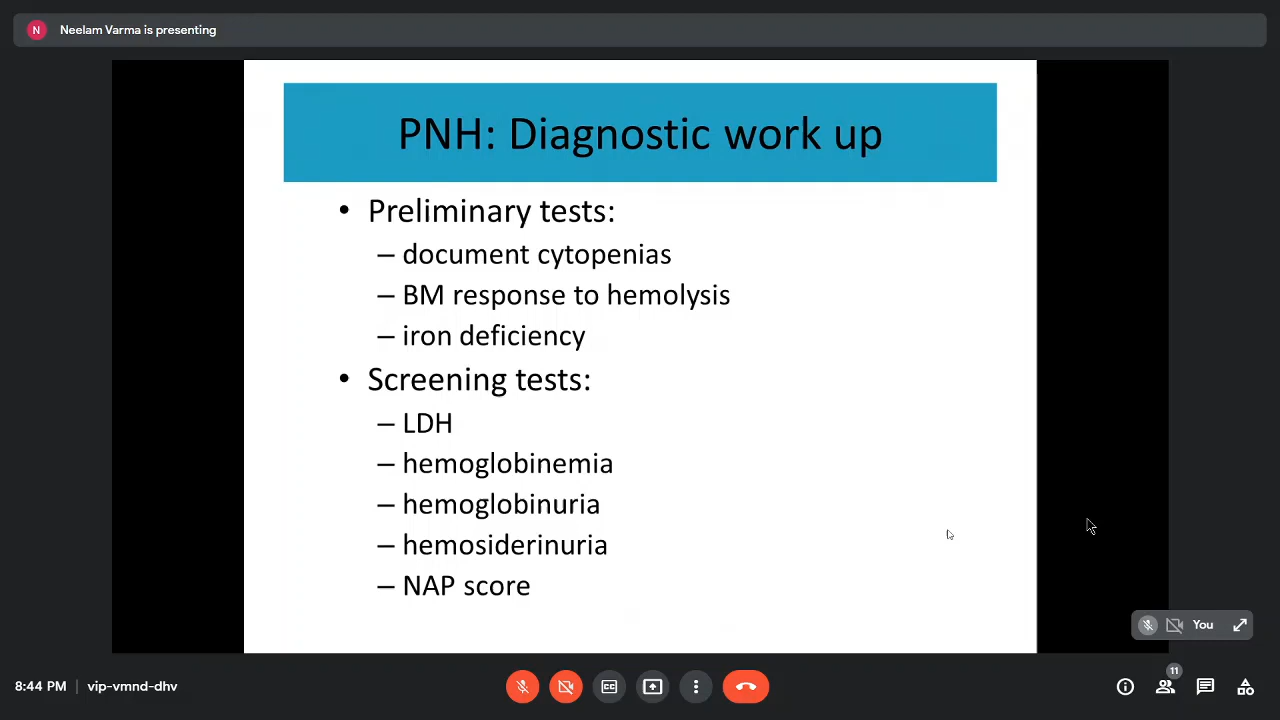 N Neelam Varma is presenting
PNH: Diagnostic work up
• Preliminary tests:
– document cytopenias
– BM response to hemolysis
– iron deficiency
• Screening tests:
– LDH
– hemoglobinemia
– hemoglobinuria
– hemosiderinuria
– NAP score
You
11
8:44 PM | vip-vmnd-dhv
CC